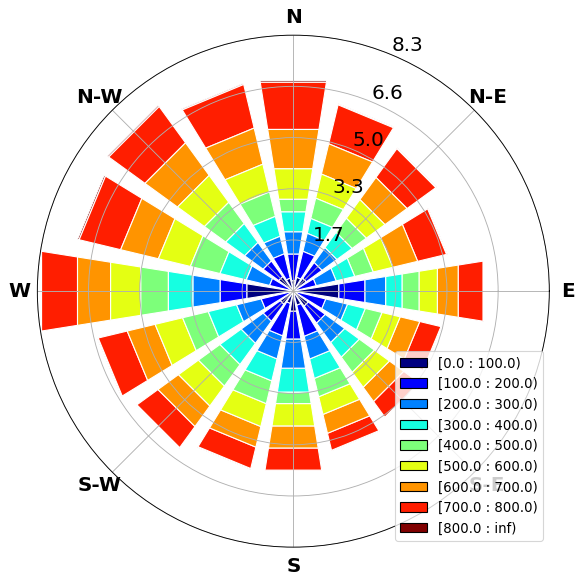 N
8.3
N-W
6.6
N-E
5.0
3.3
1.7
W
E
[0.0 : 100.0)
[100.0 : 200.0)
[200.0 : 300.0)
[300.0 : 400.0)
[400.0 : 500.0)
[500.0 : 600.0)
S-W
S-E
[600.0 : 700.0)
[700.0 : 800.0)
[800.0 : inf)
S